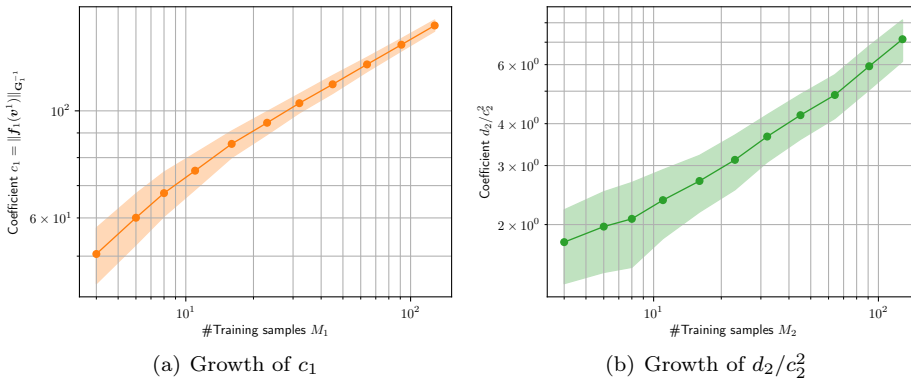 Coefficient c₁ = ‖f₁(v¹)‖_{G₁⁻¹}
10²
6 × 10¹
10¹
10²
#Training samples M₁
(a) Growth of c₁
Coefficient d₂/c₂²
6 × 10⁰
4 × 10⁰
3 × 10⁰
2 × 10⁰
10¹
10²
#Training samples M₂
(b) Growth of d₂/c₂²